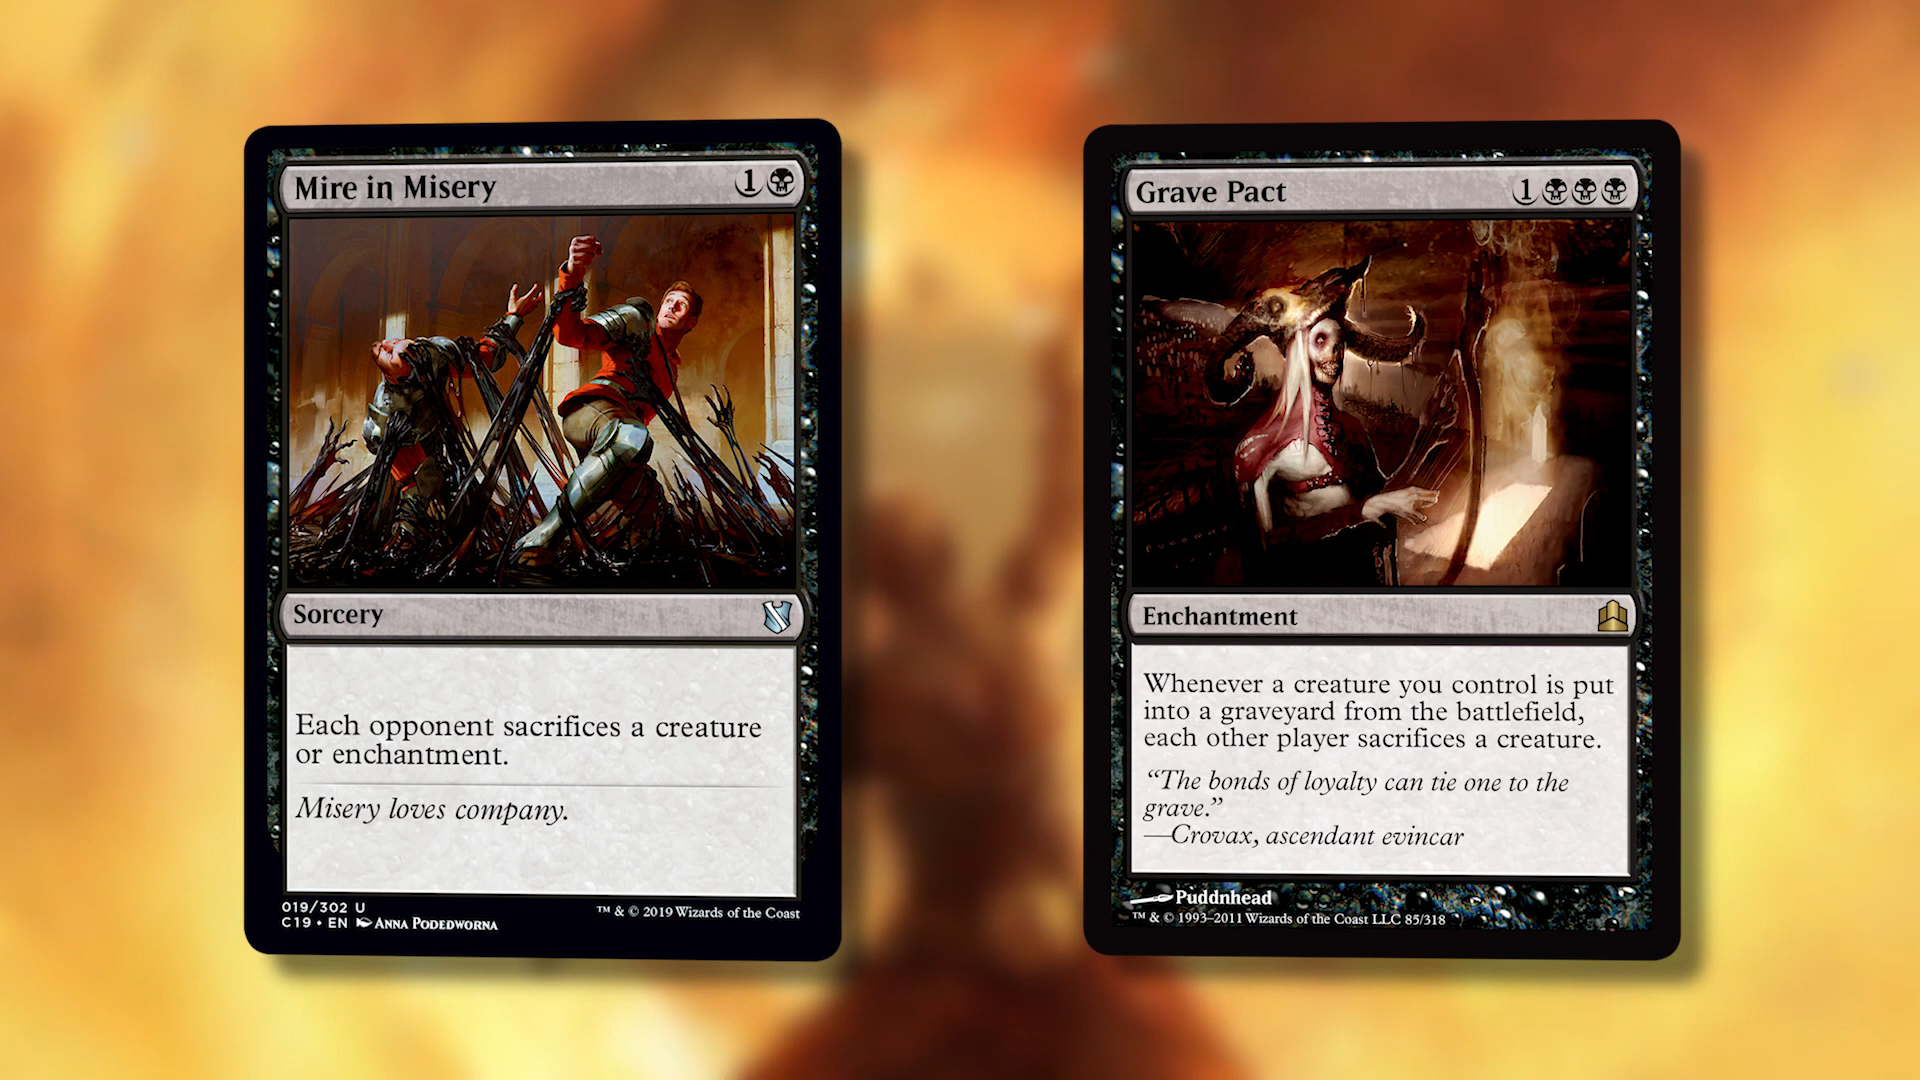 Mire in Misery
1
Sorcery
Each opponent sacrifices a creature
or enchantment.
Misery loves company.
019/302 U
C19 • EN Anna Podedworna
™ & © 2019 Wizards of the Coast
Grave Pact
1
Enchantment
Whenever a creature you control is put
into a graveyard from the battlefield,
each other player sacrifices a creature.
“The bonds of loyalty can tie one to the
grave.”
—Crovax, ascendant evincar
Puddnhead
™ & © 1993–2011 Wizards of the Coast LLC 85/318